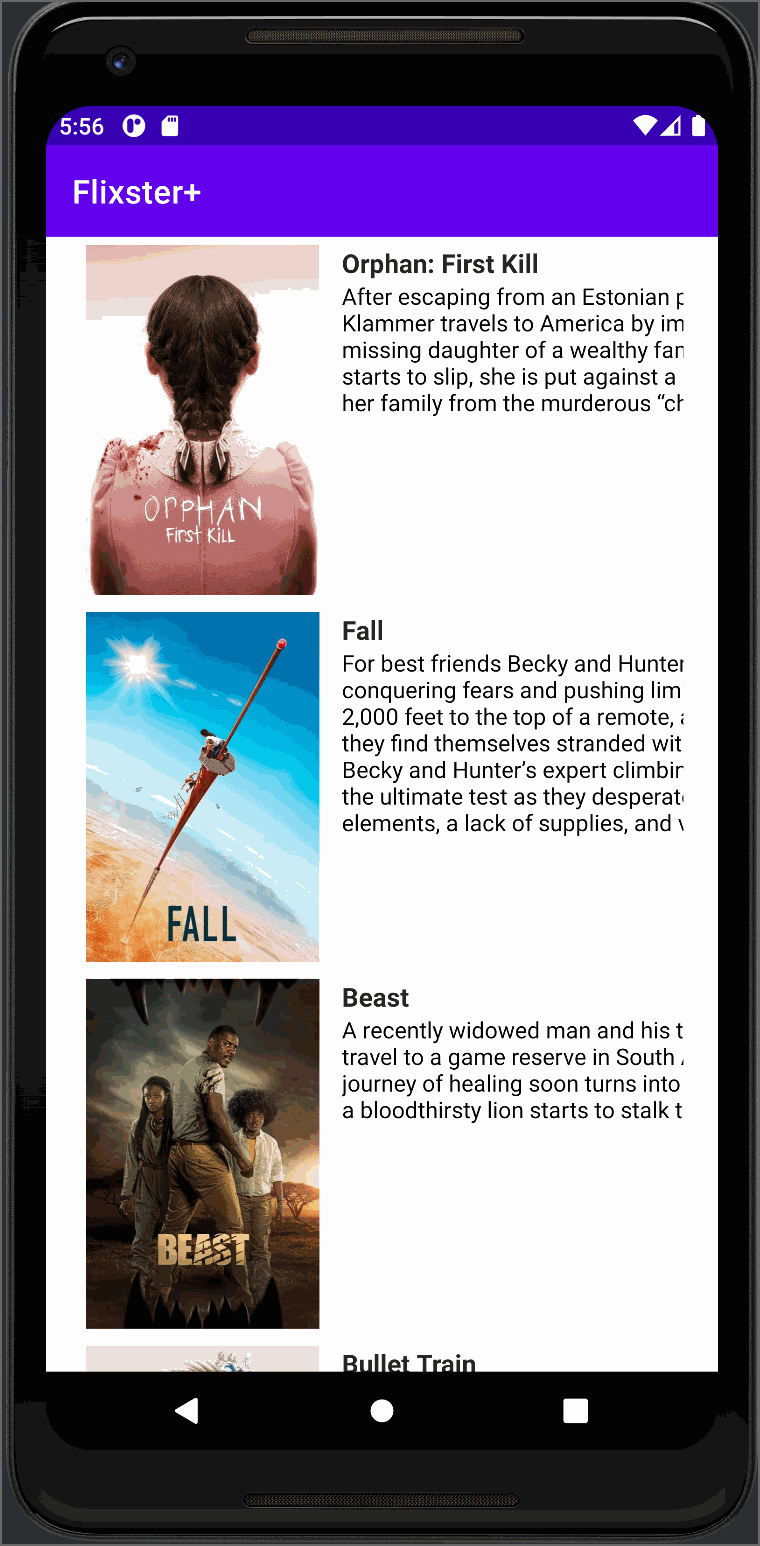 5:56
Flixster+
Orphan: First Kill
After escaping from an Estonian p
Klammer travels to America by im
missing daughter of a wealthy fan
starts to slip, she is put against a
her family from the murderous “ch
ORPHAN
First Kill
Fall
For best friends Becky and Hunter
conquering fears and pushing lim
2,000 feet to the top of a remote,
they find themselves stranded wit
Becky and Hunter’s expert climbin
the ultimate test as they desperate
elements, a lack of supplies, and v
FALL
Beast
A recently widowed man and his t
travel to a game reserve in South
journey of healing soon turns into
a bloodthirsty lion starts to stalk t
BEAST
Bullet Train